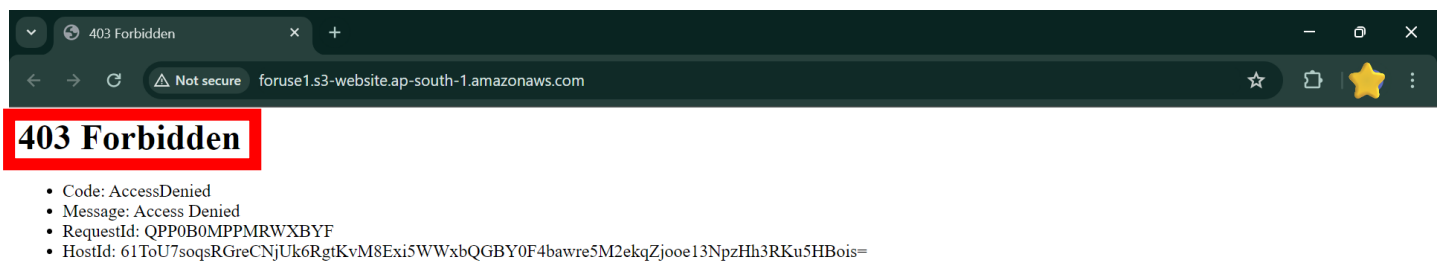 403 Forbidden
Not secure foruse1.s3-website.ap-south-1.amazonaws.com
403 Forbidden
• Code: AccessDenied
• Message: Access Denied
• RequestId: QPP0B0MPPMRWXBYF
• HostId: 61ToU7soqsRGreCNjUk6RgtKvM8Exi5WWxbQGBY0F4bawre5M2ekqZjooe13NpzHh3RKu5HBois=